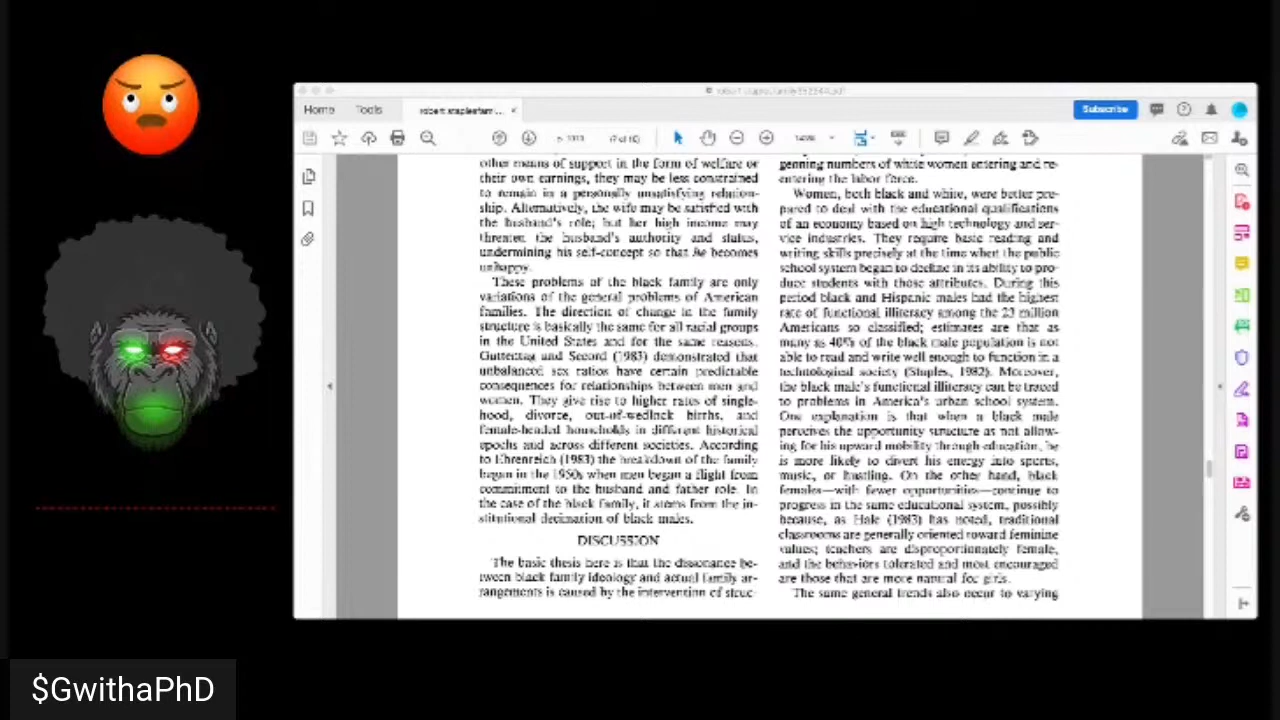 Home
Tools
robert staplesfam...
Subscribe
other means of support in the form of welfare or
their own earnings, they may be less constrained
to remain in a personally unsatisfying relation-
ship. Alternatively, the wife may be satisfied with
the husband's role; but her high income may
threaten the husband's authority and status,
undermining his self-concept so that he becomes
unhappy.
These problems of the black family are only
variations of the general problems of American
families. The direction of change in the family
structure is basically the same for all racial groups
in the United States and for the same reasons.
Guttentag and Secord (1983) demonstrated that
unbalanced sex ratios have certain predictable
consequences for relationships between men and
women. They give rise to higher rates of single-
hood, divorce, out-of-wedlock births, and
female-headed households in different historical
epochs and across different societies. According
to Ehrenreich (1983) the breakdown of the family
began in the 1950s when men began a flight from
commitment to the husband and father role. In
the case of the black family, it stems from the in-
stitutional decimation of black males.
DISCUSSION
The basic thesis here is that the dissonance be-
tween black family ideology and actual family ar-
rangements is caused by the intervention of struc-
numbers of white women entering and re-
entering the labor force.
Women, both black and white, were better pre-
pared to deal with the educational qualifications
of an economy based on high technology and ser-
vice industries. They require basic reading and
writing skills precisely at the time when the public
school system began to decline in its ability to pro-
duce students with those attributes. During this
period black and Hispanic males had the highest
rate of functional illiteracy among the 23 million
Americans so classified; estimates are that as
many as 40% of the black male population is not
able to read and write well enough to function in a
technological society (Staples, 1982). Moreover,
the black male's functional illiteracy can be traced
to problems in America's urban school system.
One explanation is that when a black male
perceives the opportunity structure as not allow-
ing for his upward mobility through education, he
is more likely to divert his energy into sports,
music, or hustling. On the other hand, black
females—with fewer opportunities—continue to
progress in the same educational system, possibly
because, as Hale (1983) has noted, traditional
classrooms are generally oriented toward feminine
values; teachers are disproportionately female,
and the behaviors tolerated and most encouraged
are those that are more natural for girls.
The same general trends also occur to varying
$GwithaPhD